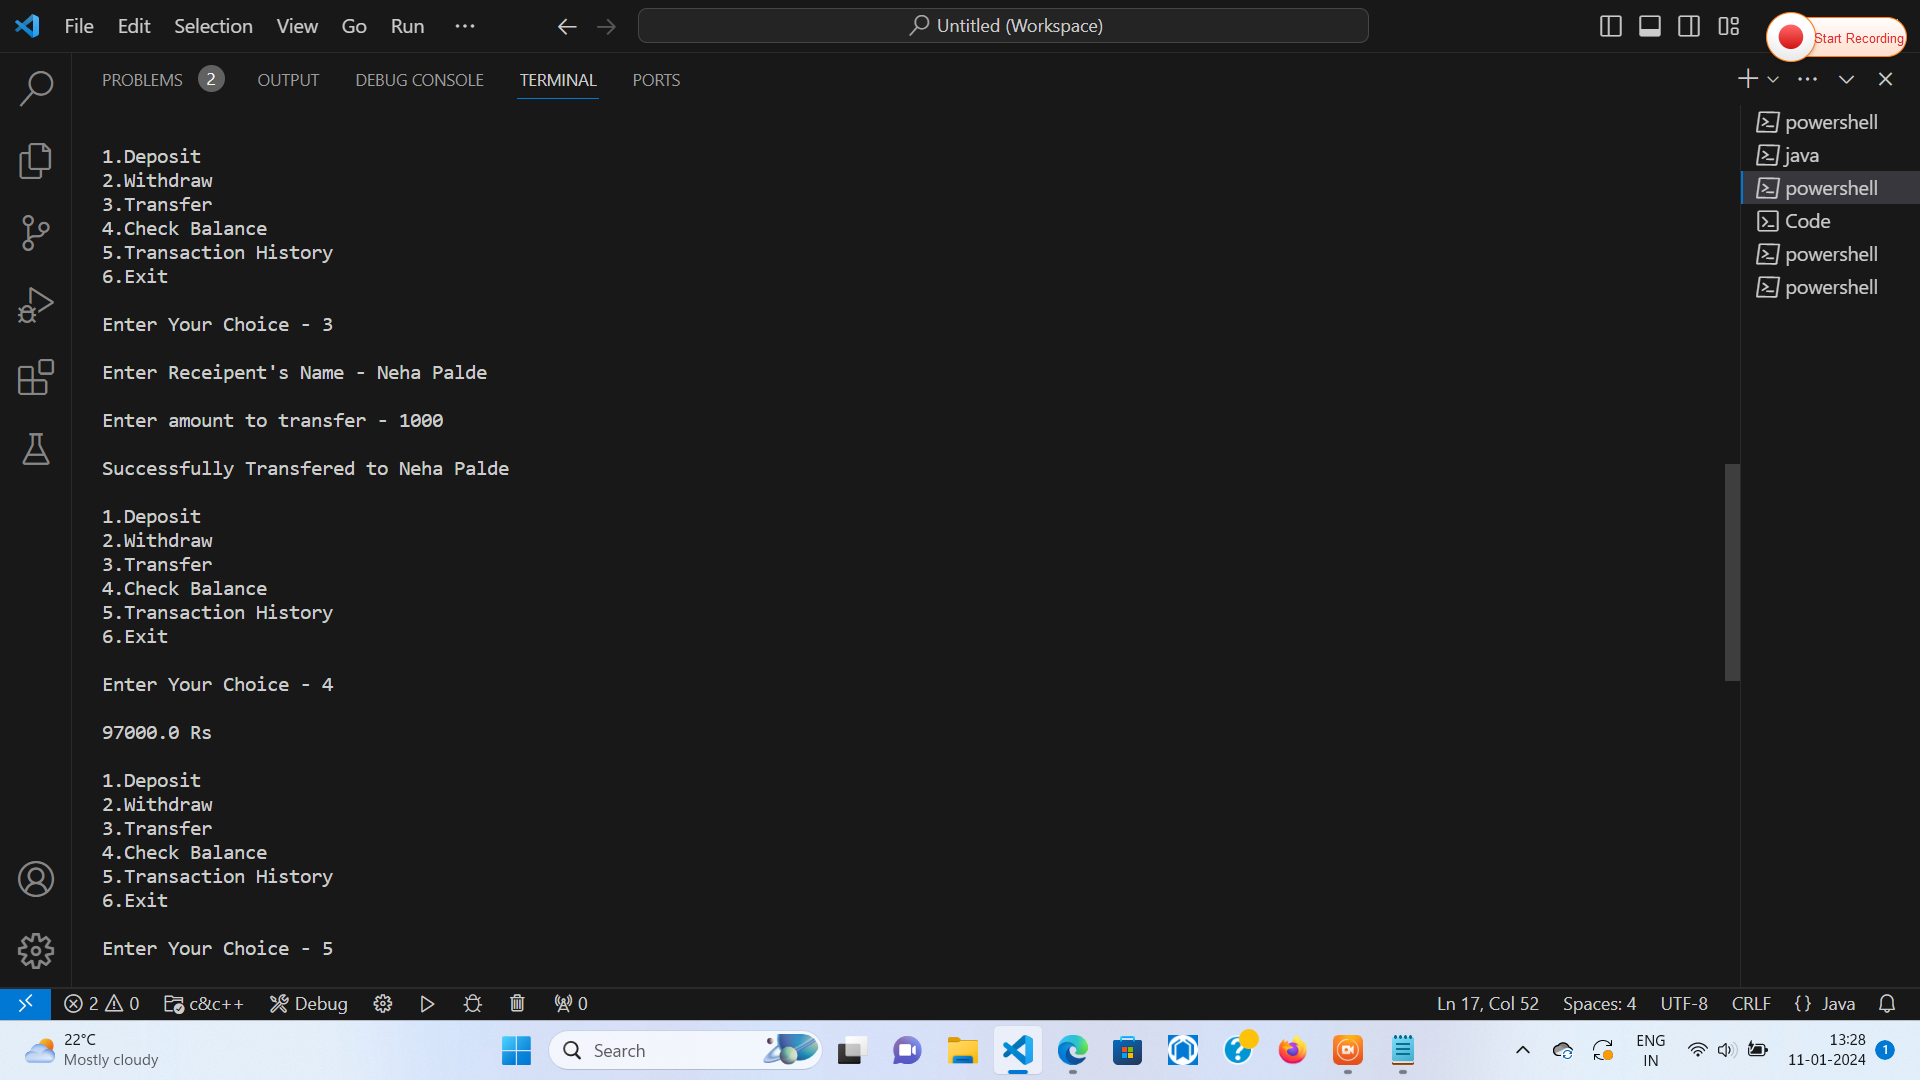 File Edit Selection View Go Run ··· Untitled (Workspace) Start Recording
PROBLEMS 2 OUTPUT DEBUG CONSOLE TERMINAL PORTS
powershell
java
powershell
Code
powershell
powershell
1.Deposit
2.Withdraw
3.Transfer
4.Check Balance
5.Transaction History
6.Exit
Enter Your Choice - 3
Enter Receipent's Name - Neha Palde
Enter amount to transfer - 1000
Successfully Transfered to Neha Palde
1.Deposit
2.Withdraw
3.Transfer
4.Check Balance
5.Transaction History
6.Exit
Enter Your Choice - 4
97000.0 Rs
1.Deposit
2.Withdraw
3.Transfer
4.Check Balance
5.Transaction History
6.Exit
Enter Your Choice - 5
2 0 c&c++ Debug 0 Ln 17, Col 52 Spaces: 4 UTF-8 CRLF {} Java
22°C
Mostly cloudy
Search
ENG
IN
13:28
11-01-2024
1